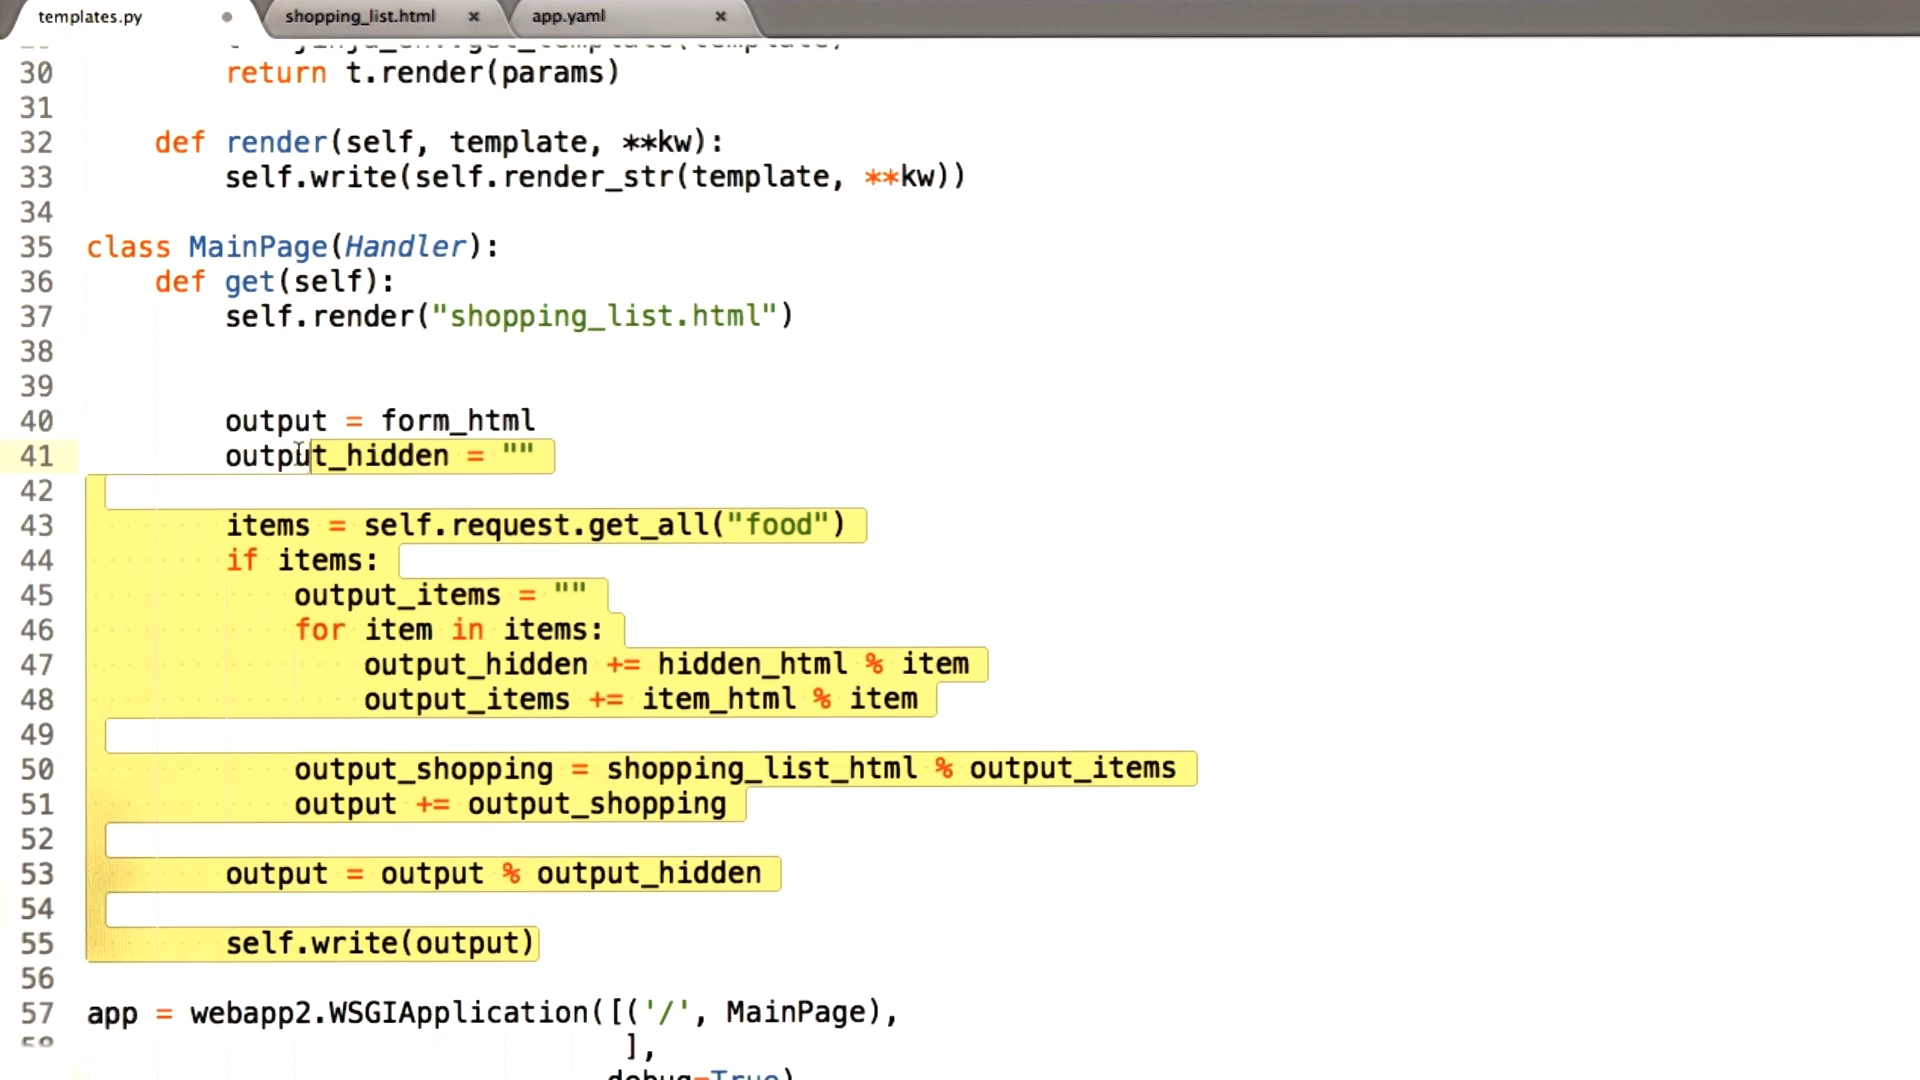 templates.py
shopping_list.html
app.yaml
30 return t.render(params)
31
32 def render(self, template, **kw):
33 self.write(self.render_str(template, **kw))
34
35 class MainPage(Handler):
36 def get(self):
37 self.render("shopping_list.html")
38
39
40 output = form_html
41 output_hidden = ""
42
43 items = self.request.get_all("food")
44 if items:
45 output_items = ""
46 for item in items:
47 output_hidden += hidden_html % item
48 output_items += item_html % item
49
50 output_shopping = shopping_list_html % output_items
51 output += output_shopping
52
53 output = output % output_hidden
54
55 self.write(output)
56
57 app = webapp2.WSGIApplication([('/', MainPage),
58 ],
debug=True)